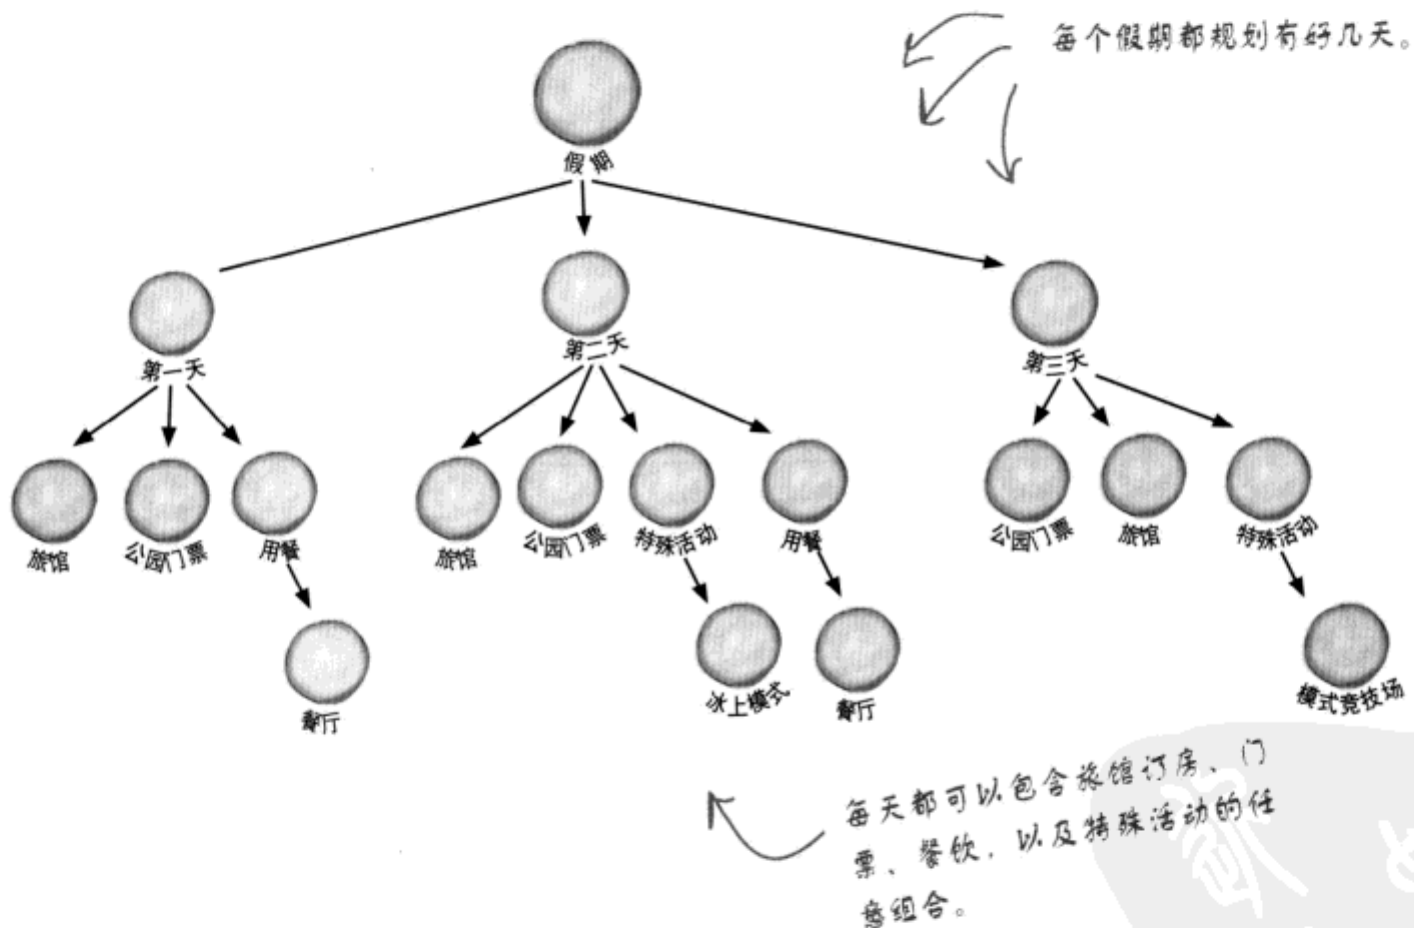 每个假期都规划有好几天。
假期
第一天
第二天
第三天
旅馆
公园门票
用餐
旅馆
公园门票
特殊活动
用餐
公园门票
旅馆
特殊活动
餐厅
冰上模式
餐厅
模式竞技场
每天都可以包含旅馆订房、门
票、餐饮，以及特殊活动的任
意组合。